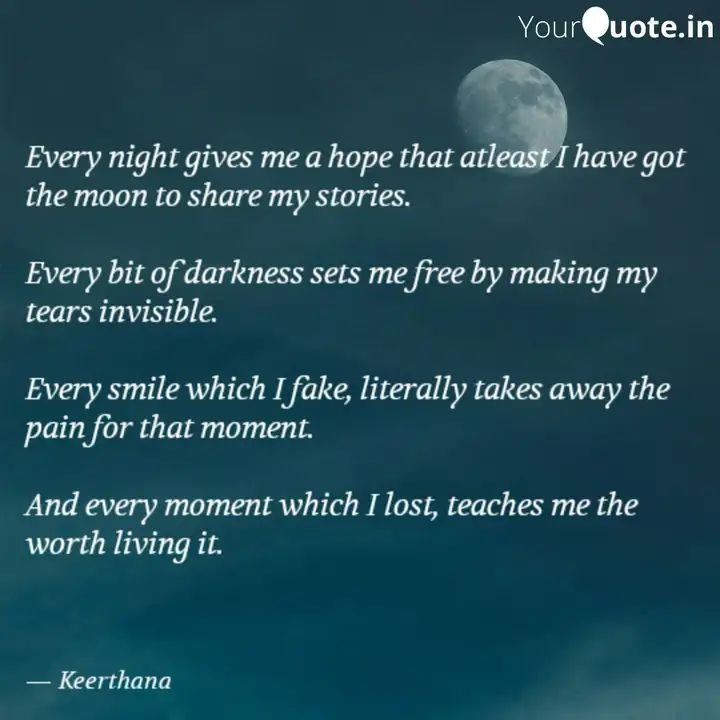 YourQuote.in
Every night gives me a hope that atleast I have got
the moon to share my stories.
Every bit of darkness sets me free by making my
tears invisible.
Every smile which I fake, literally takes away the
pain for that moment.
And every moment which I lost, teaches me the
worth living it.
— Keerthana